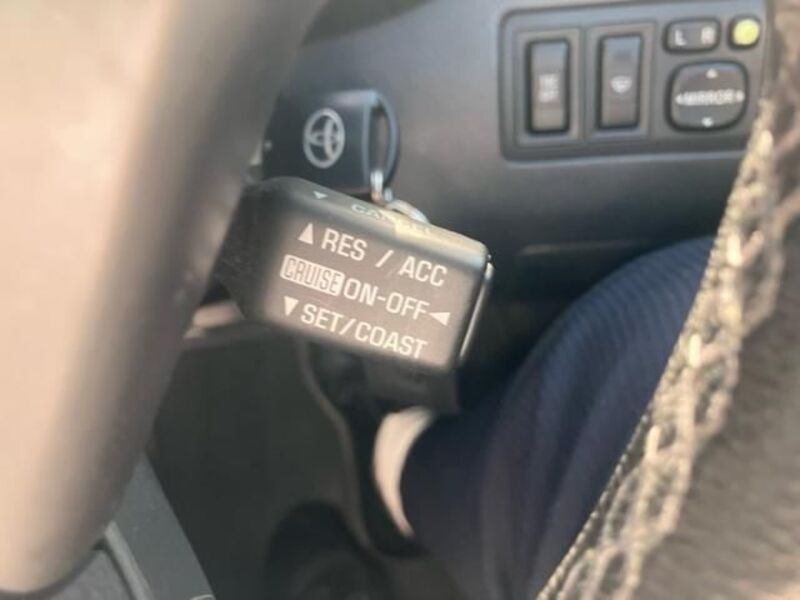 L R
MIRROR
CANCEL
RES / ACC
CRUISE ON-OFF
SET/COAST